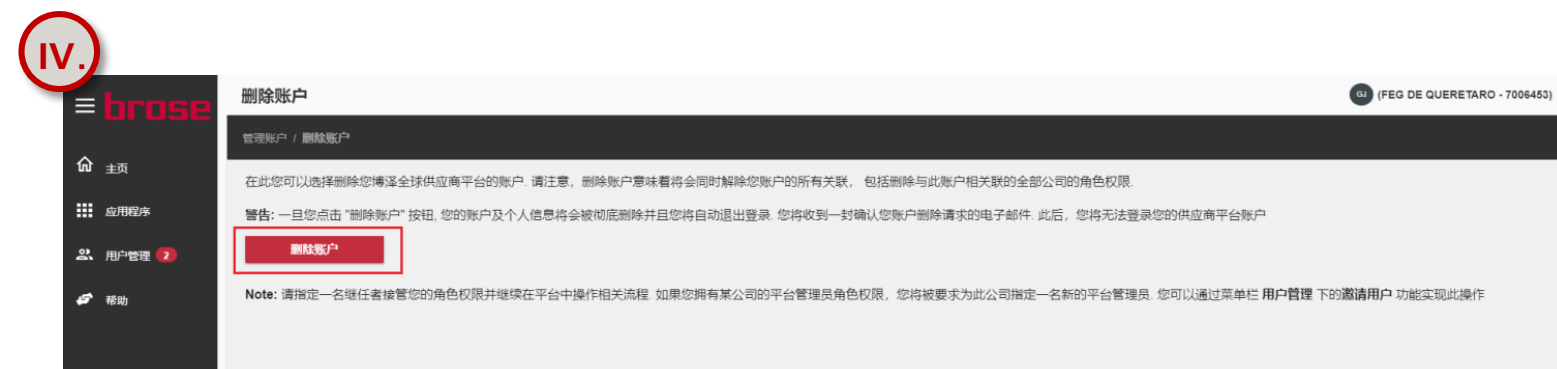 IV.
brose
删除账户
GJ (FEG DE QUERETARO - 7006453)
管理账户 / 删除账户
主页
在此您可以选择删除您博泽全球供应商平台的账户. 请注意，删除账户意味着将会同时解除您账户的所有关联， 包括删除与此账户相关联的全部公司的角色权限.
应用程序
警告: 一旦您点击 "删除账户" 按钮, 您的账户及个人信息将会被彻底删除并且您将自动退出登录. 您将收到一封确认您账户删除请求的电子邮件. 此后，您将无法登录您的供应商平台账户
用户管理 2
删除账户
帮助
Note: 请指定一名继任者接管您的角色权限并继续在平台中操作相关流程. 如果您拥有某公司的平台管理员角色权限，您将被要求为此公司指定一名新的平台管理员. 您可以通过菜单栏 用户管理 下的邀请用户 功能实现此操作